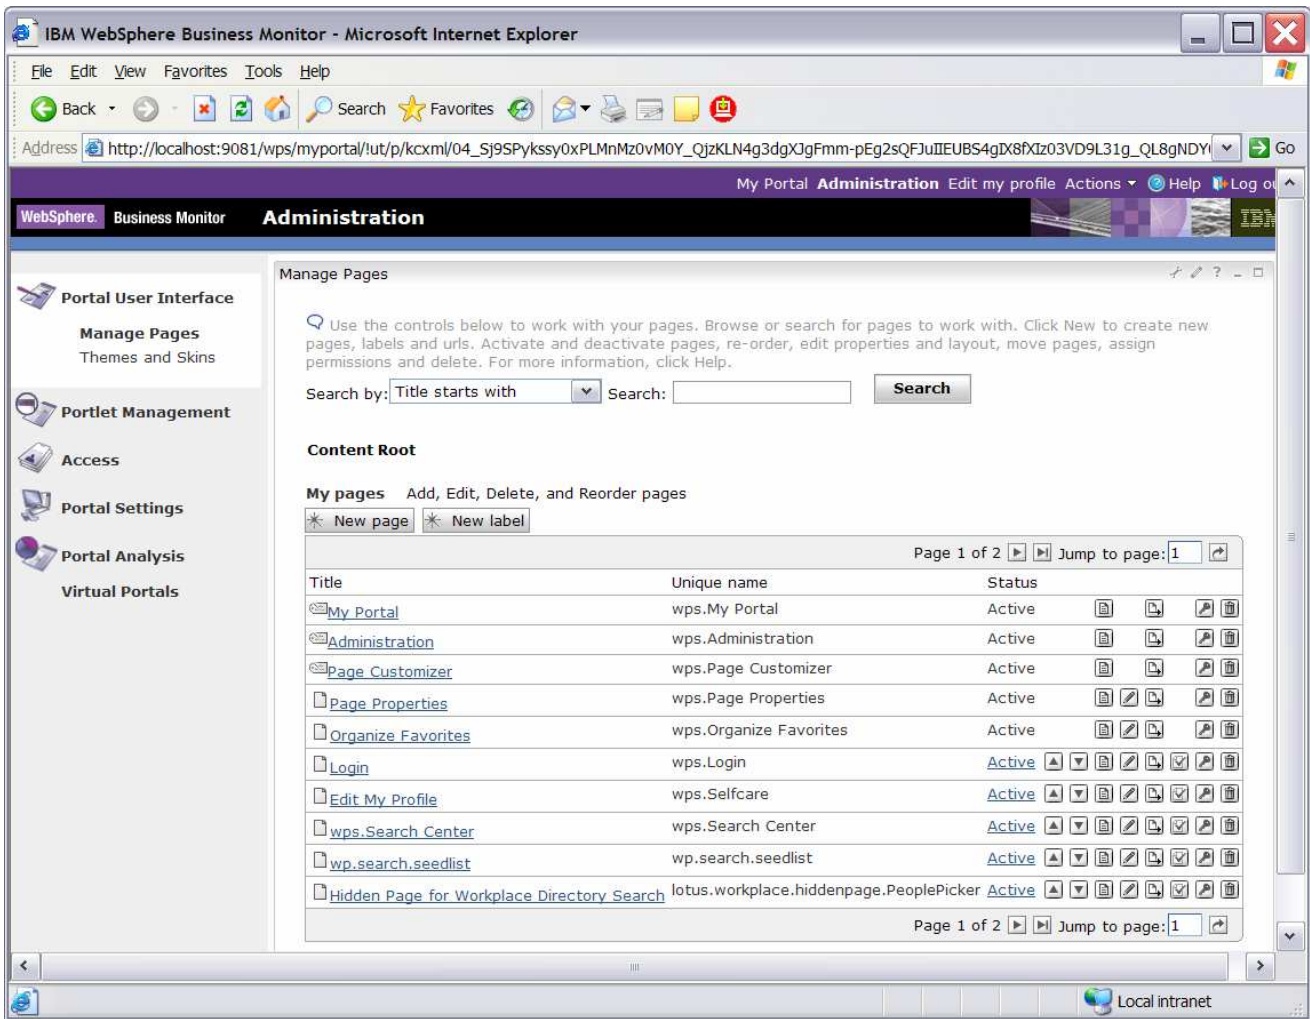 IBM WebSphere Business Monitor - Microsoft Internet Explorer
File Edit View Favorites Tools Help
Back Search Favorites
Address http://localhost:9081/wps/myportal/!ut/p/kcxml/04_Sj9SPykssy0xPLMnMz0vM0Y_QjzKLN4g3dgXJgFmm-pEg2sQFJuIIEUBS4gIX8fXIz03VD9L31g_QL8gNDY Go
My Portal Administration Edit my profile Actions Help Log ou
WebSphere. Business Monitor Administration IBM
Portal User Interface
Manage Pages
Themes and Skins
Portlet Management
Access
Portal Settings
Portal Analysis
Virtual Portals
Manage Pages ?
Use the controls below to work with your pages. Browse or search for pages to work with. Click New to create new
pages, labels and urls. Activate and deactivate pages, re-order, edit properties and layout, move pages, assign
permissions and delete. For more information, click Help.
Search by: Title starts with Search: Search
Content Root
My pages Add, Edit, Delete, and Reorder pages
New page New label
Page 1 of 2 Jump to page: 1
Title Unique name Status
My Portal wps.My Portal Active
Administration wps.Administration Active
Page Customizer wps.Page Customizer Active
Page Properties wps.Page Properties Active
Organize Favorites wps.Organize Favorites Active
Login wps.Login Active
Edit My Profile wps.Selfcare Active
wps.Search Center wps.Search Center Active
wp.search.seedlist wp.search.seedlist Active
Hidden Page for Workplace Directory Search lotus.workplace.hiddenpage.PeoplePicker Active
Page 1 of 2 Jump to page: 1
Local intranet